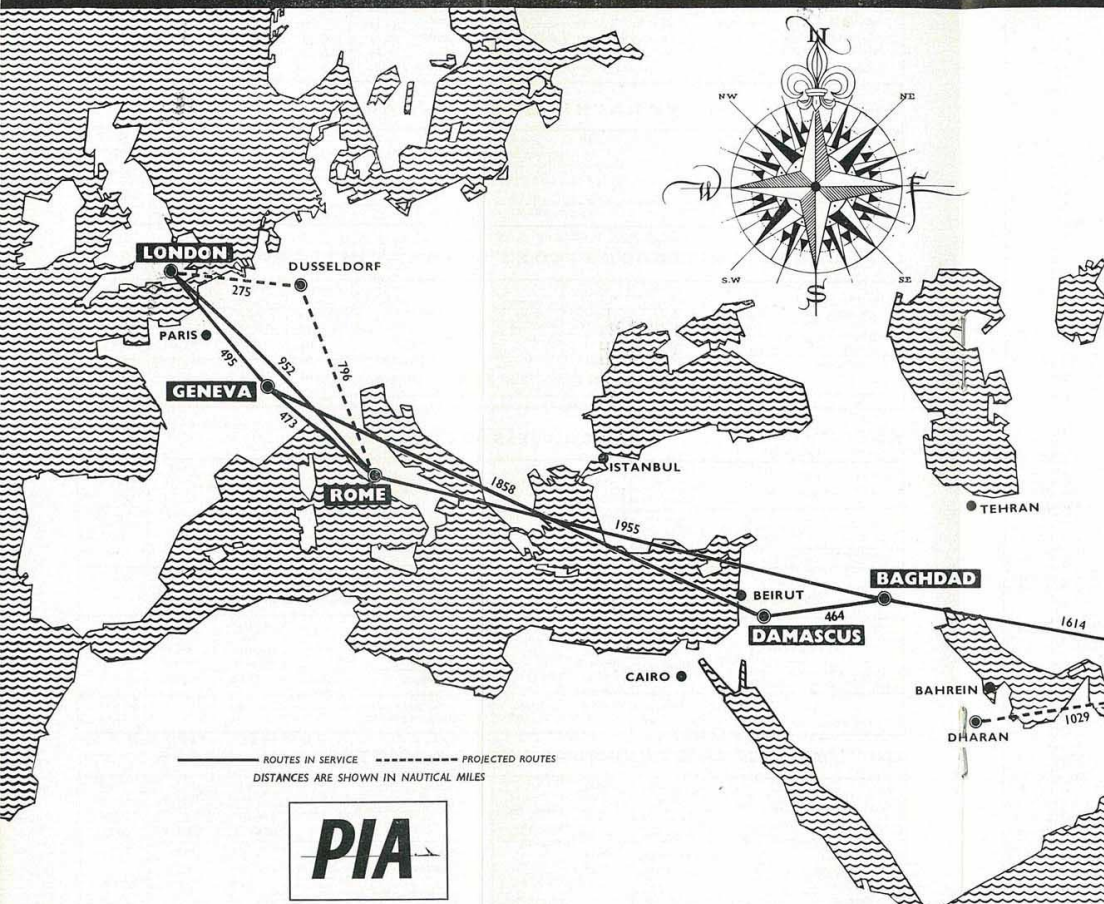 N
NW
NE
W
E
S.W
SE
S
LONDON
DUSSELDORF
275
PARIS
495
952
796
GENEVA
473
ROME
1858
ISTANBUL
1955
TEHRAN
BAGHDAD
BEIRUT
464
1614
DAMASCUS
CAIRO
BAHREIN
1029
DHARAN
ROUTES IN SERVICE
PROJECTED ROUTES
DISTANCES ARE SHOWN IN NAUTICAL MILES
PIA